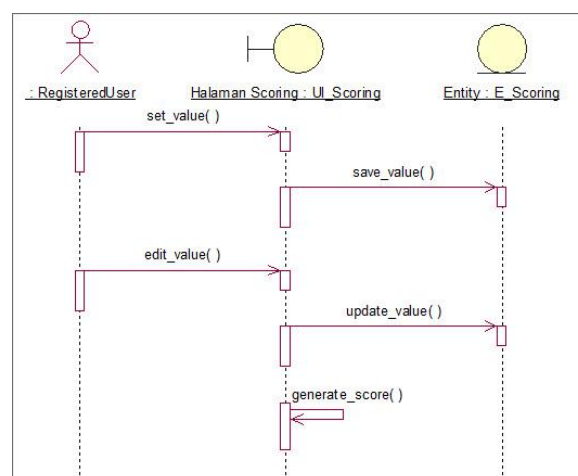 : RegisteredUser
Halaman Scoring : UI_Scoring
Entity : E_Scoring
set_value( )
save_value( )
edit_value( )
update_value( )
generate_score( )